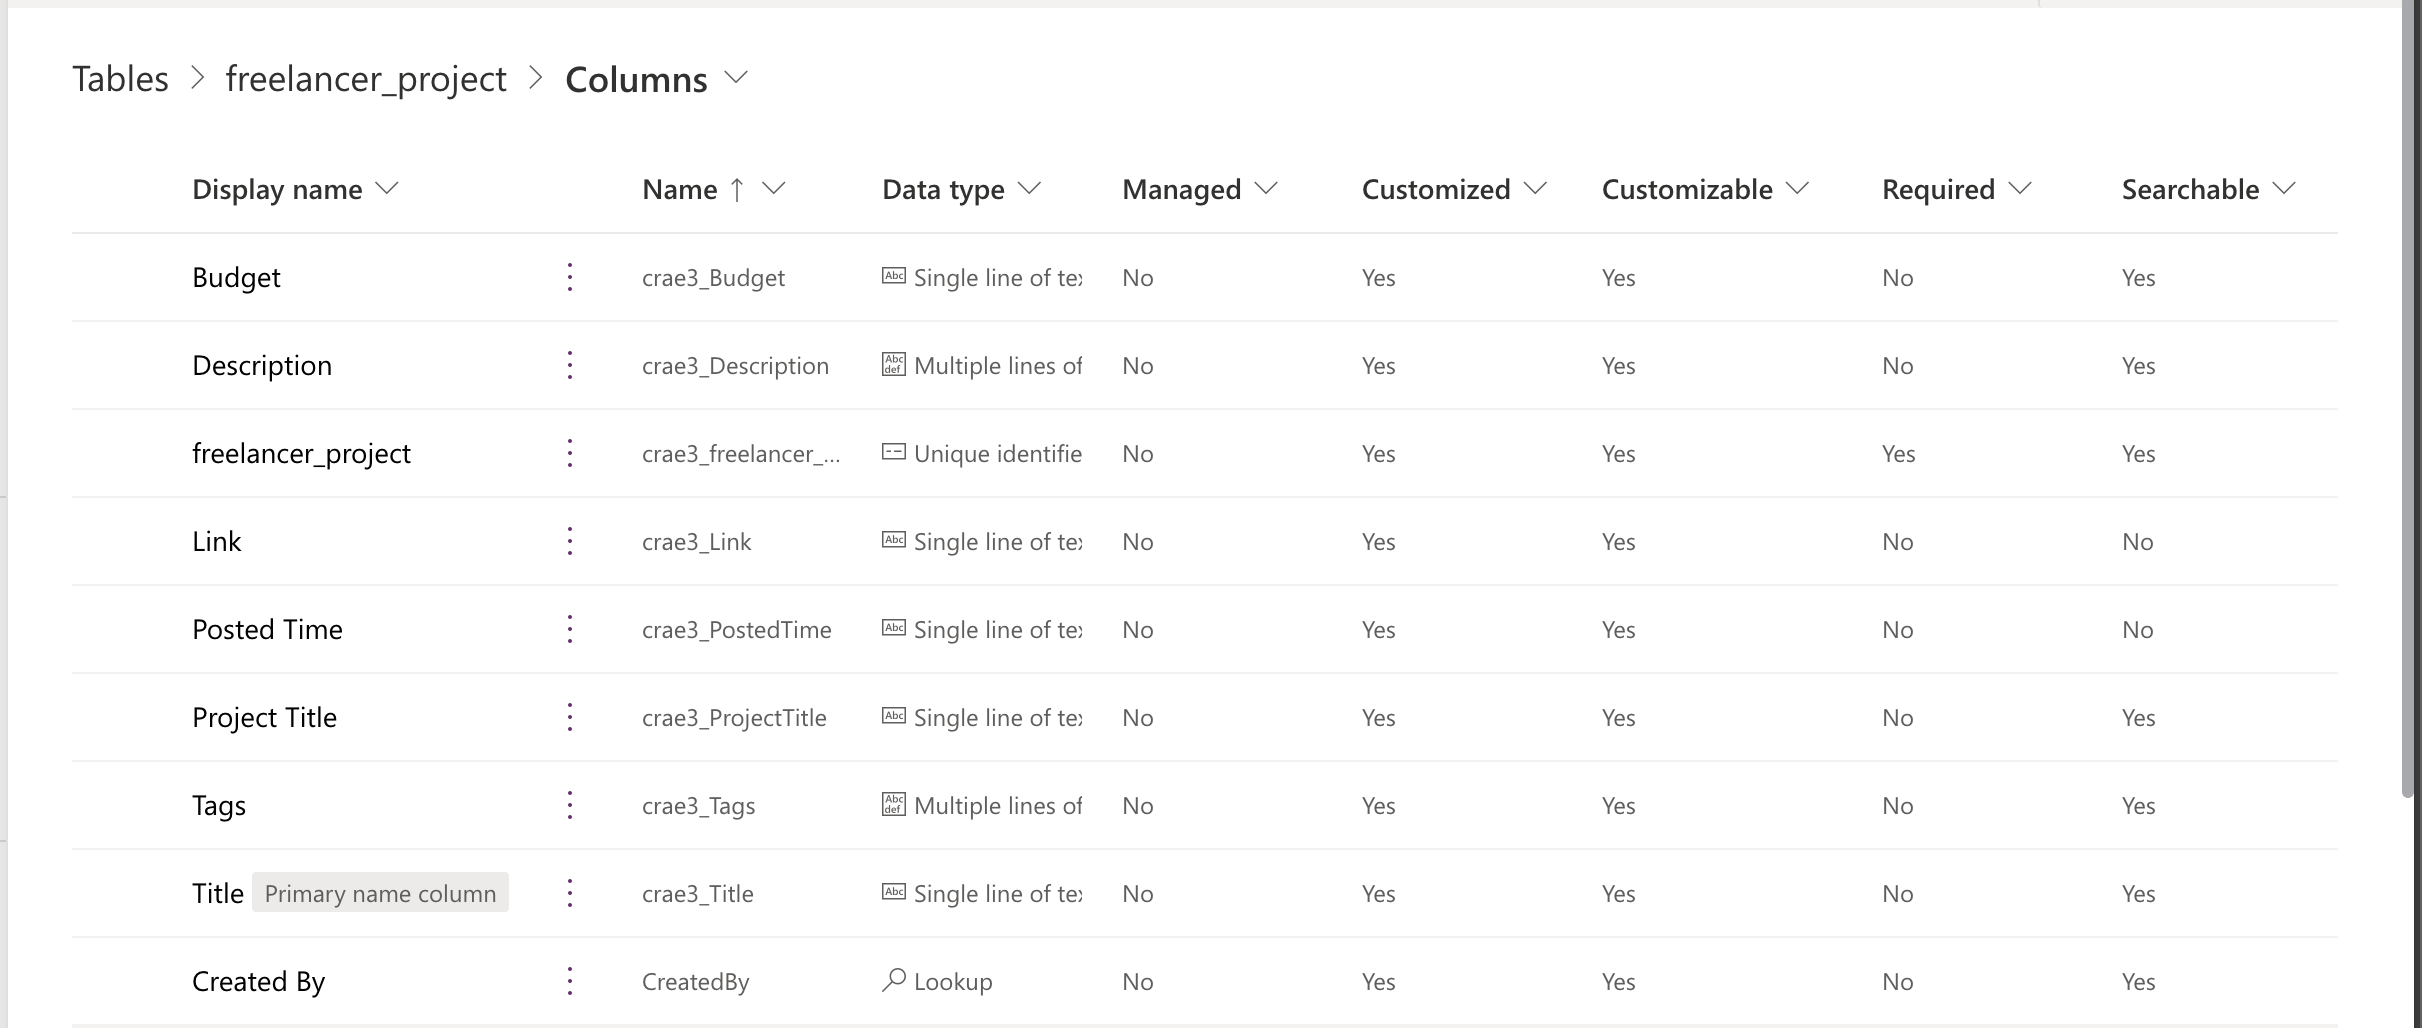 Tables > freelancer_project > Columns
Display name Name ↑ Data type Managed Customized Customizable Required Searchable
Budget crae3_Budget Abc Single line of tex No Yes Yes No Yes
Description crae3_Description Abc def Multiple lines of No Yes Yes No Yes
freelancer_project crae3_freelancer_... Unique identifie No Yes Yes Yes Yes
Link crae3_Link Abc Single line of tex No Yes Yes No No
Posted Time crae3_PostedTime Abc Single line of tex No Yes Yes No No
Project Title crae3_ProjectTitle Abc Single line of tex No Yes Yes No Yes
Tags crae3_Tags Abc def Multiple lines of No Yes Yes No Yes
Title Primary name column crae3_Title Abc Single line of tex No Yes Yes No Yes
Created By CreatedBy Lookup No Yes Yes No Yes